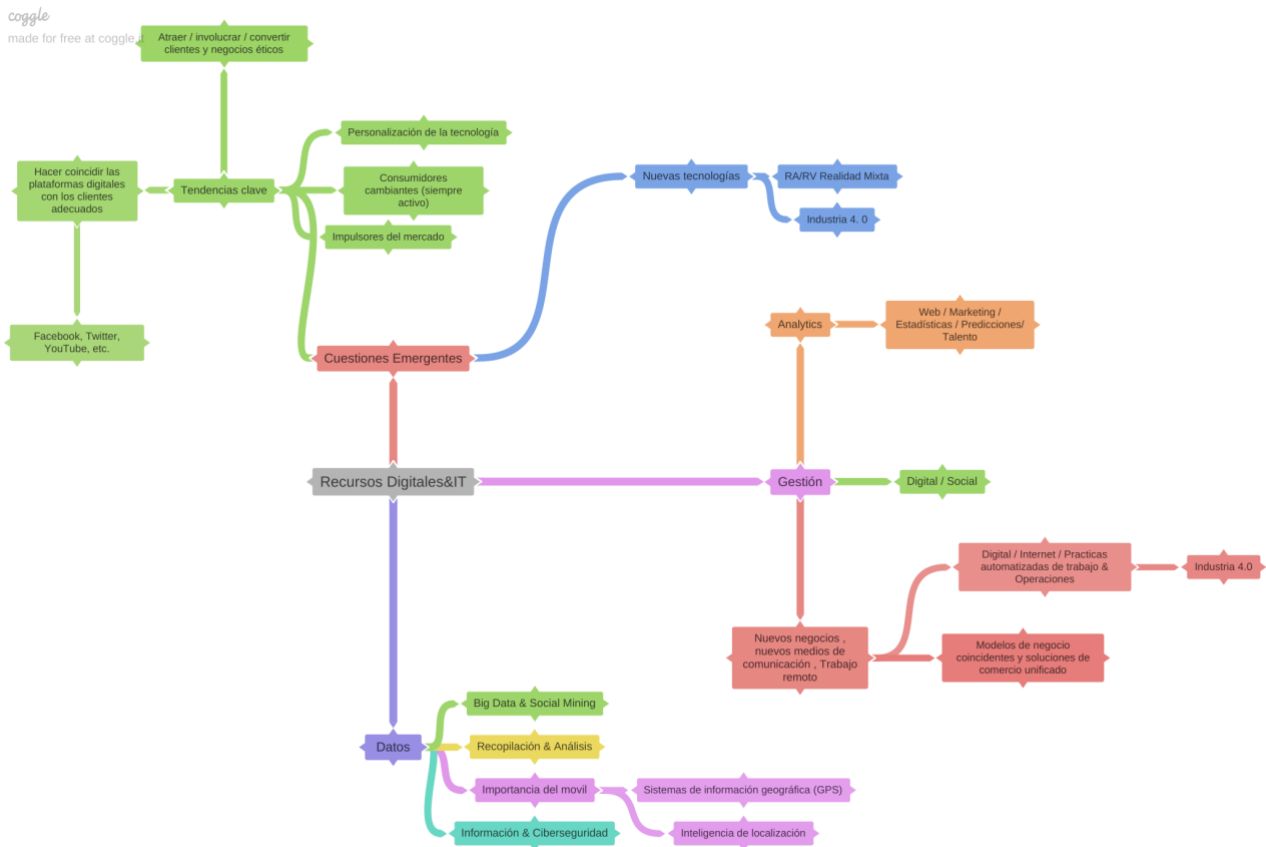 coggle
made for free at coggle.it
Atraer / involucrar / convertir
clientes y negocios éticos
Personalización de la tecnología
Hacer coincidir las
plataformas digitales
con los clientes
adecuados
Tendencias clave
Consumidores
cambiantes (siempre
activo)
Impulsores del mercado
Facebook, Twitter,
YouTube, etc.
Nuevas tecnologías
RA/RV Realidad Mixta
Industria 4. 0
Cuestiones Emergentes
Analytics
Web / Marketing /
Estadísticas / Predicciones/
Talento
Recursos Digitales&IT
Gestión
Digital / Social
Nuevos negocios ,
nuevos medios de
comunicación , Trabajo
remoto
Digital / Internet / Practicas
automatizadas de trabajo &
Operaciones
Industria 4.0
Modelos de negocio
coincidentes y soluciones de
comercio unificado
Datos
Big Data & Social Mining
Recopilación & Análisis
Importancia del movil
Sistemas de información geográfica (GPS)
Inteligencia de localización
Información & Ciberseguridad